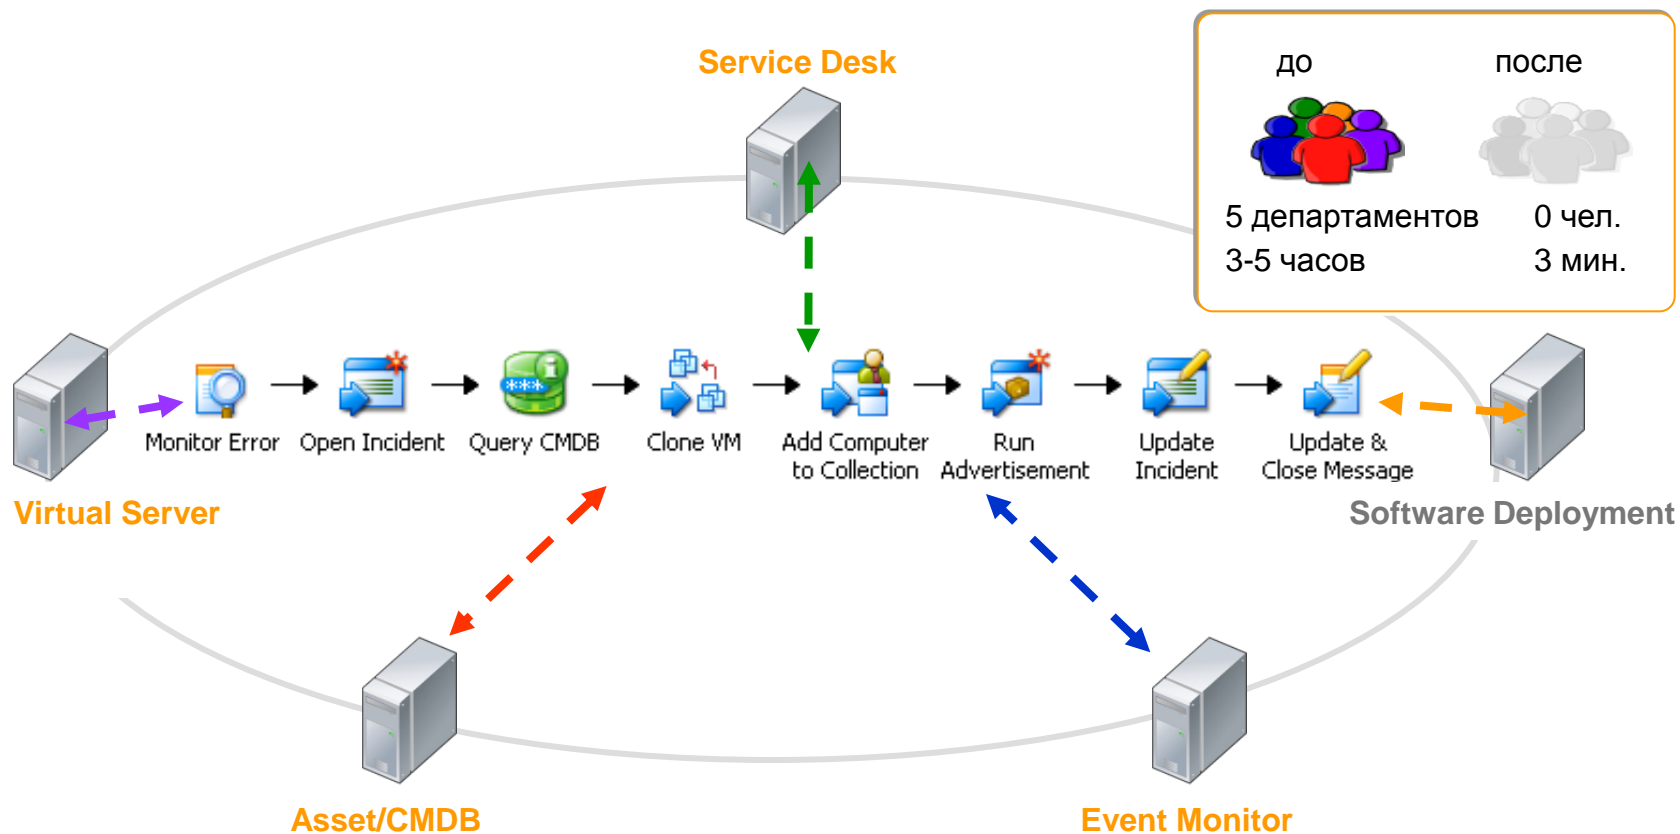 Service Desk
до после
5 департаментов 0 чел.
3-5 часов 3 мин.
Monitor Error
Open Incident
Query CMDB
***
Clone VM
Add Computer
to Collection
Run
Advertisement
Update
Incident
Update &
Close Message
Virtual Server
Software Deployment
Asset/CMDB
Event Monitor